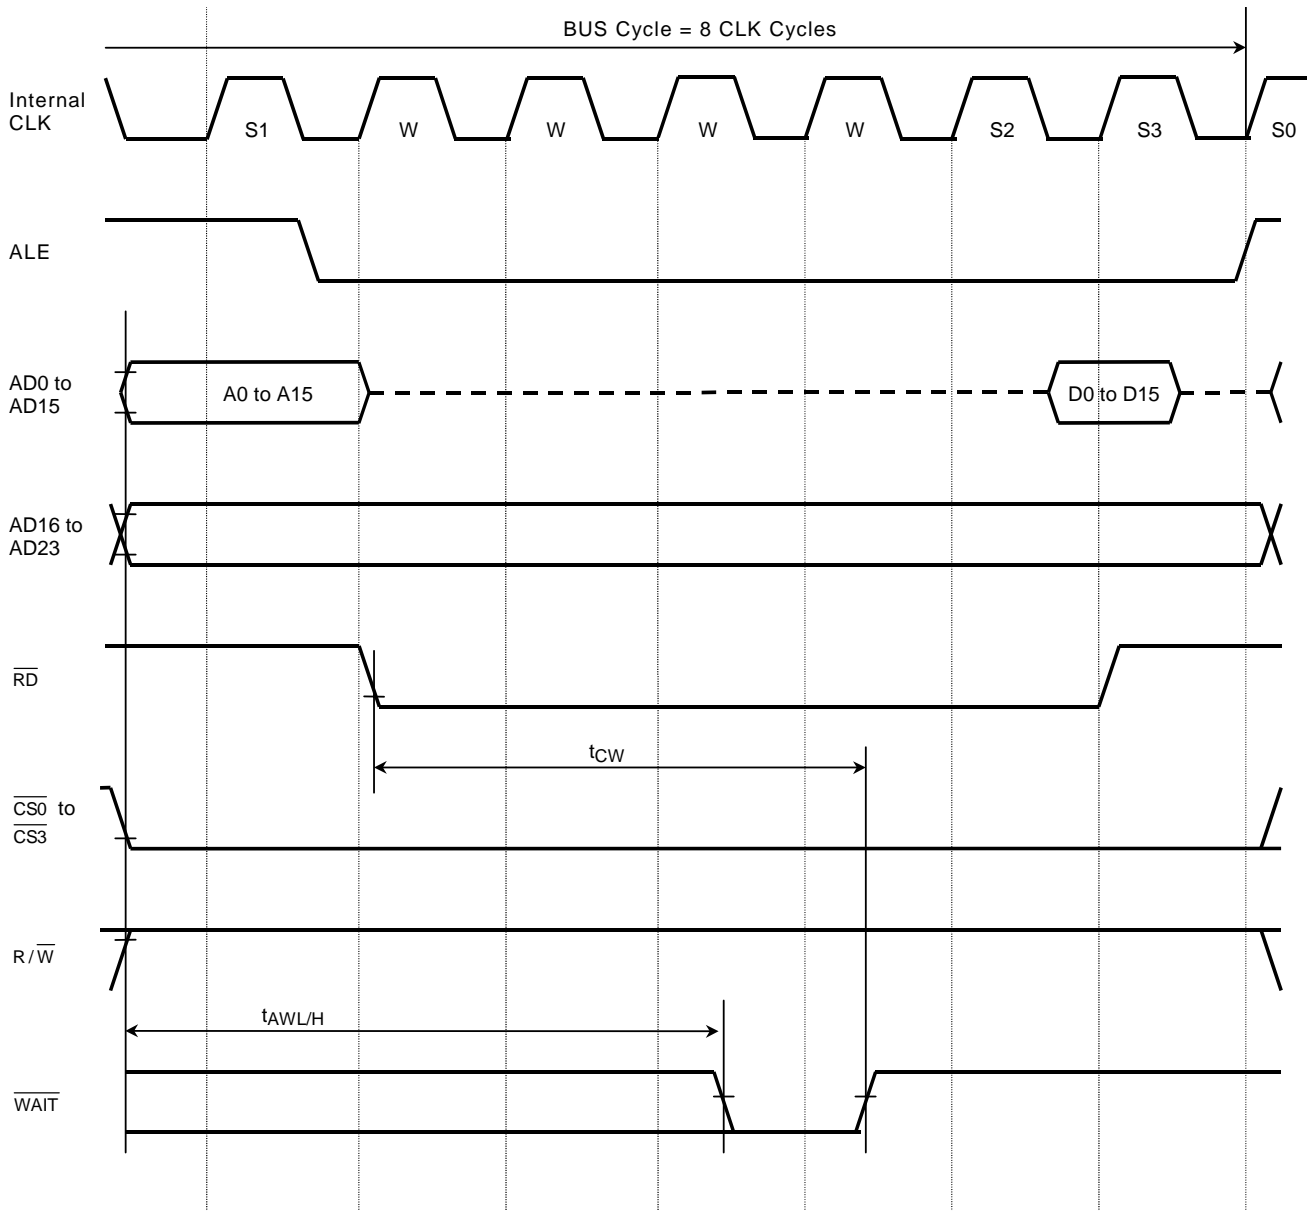 BUS Cycle = 8 CLK Cycles
Internal
CLK
S1 W W W W S2 S3 S0
ALE
AD0 to
AD15
A0 to A15
D0 to D15
AD16 to
AD23
RD
tCW
CS0 to
CS3
R/W
tAWL/H
WAIT